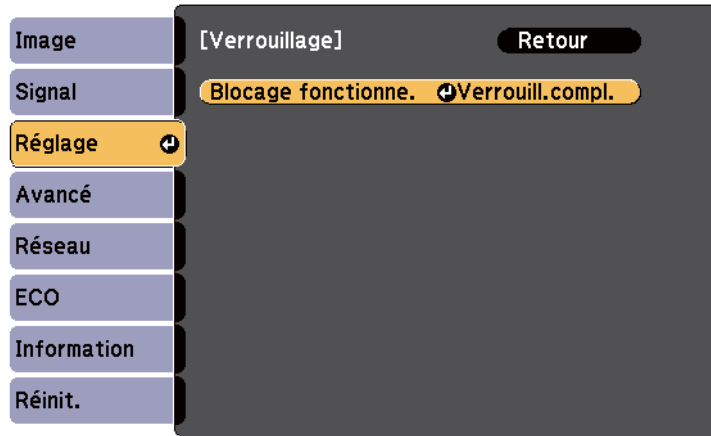 Image
Signal
Réglage
Avancé
Réseau
ECO
Information
Réinit.
[Verrouillage] Retour
Blocage fonctionne. Verrouill.compl.